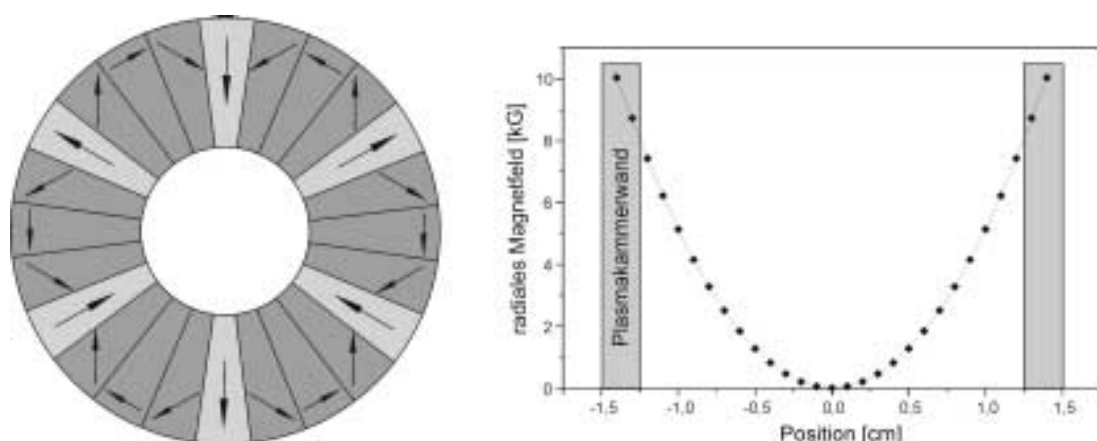 radiales Magnetfeld [kG]
10
8
6
4
2
0
Plasmakammerwand
-1,5 -1,0 -0,5 0,0 0,5 1,0 1,5
Position [cm]